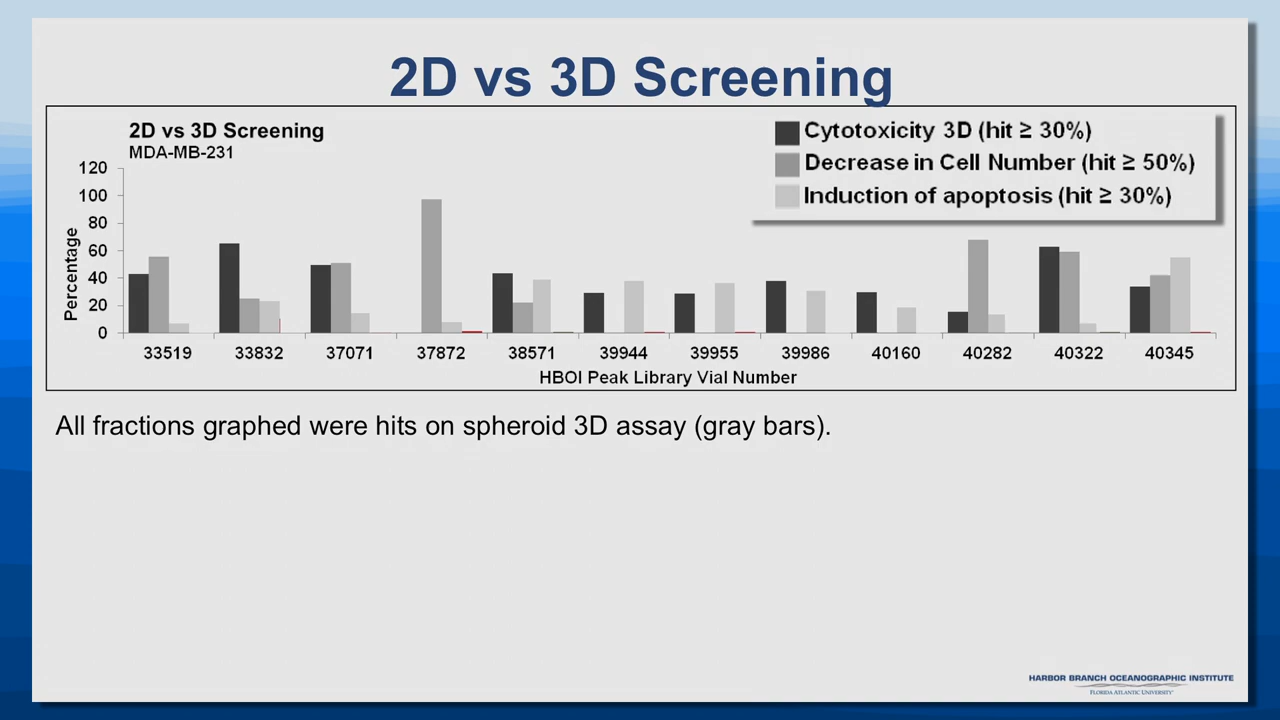 2D vs 3D Screening
2D vs 3D Screening
MDA-MB-231
Cytotoxicity 3D (hit ≥ 30%)
Decrease in Cell Number (hit ≥ 50%)
Induction of apoptosis (hit ≥ 30%)
Percentage
120
100
80
60
40
20
0
33519 33832 37071 37872 38571 39944 39955 39986 40160 40282 40322 40345
HBOI Peak Library Vial Number
All fractions graphed were hits on spheroid 3D assay (gray bars).
HARBOR BRANCH OCEANOGRAPHIC INSTITUTE
FLORIDA ATLANTIC UNIVERSITY